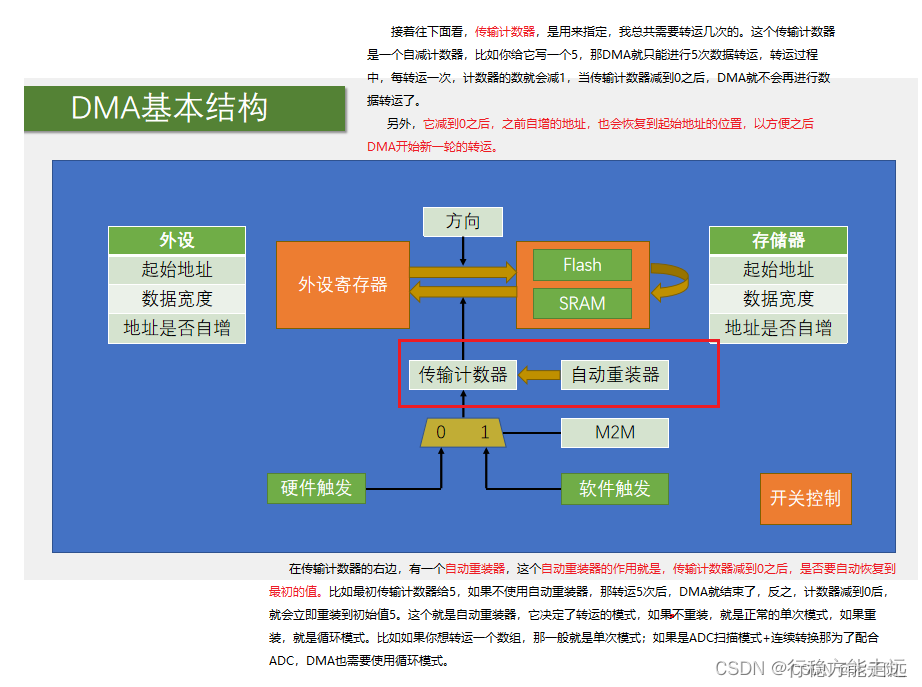 接着往下面看，传输计数器，是用来指定，我总共需要转运几次的。这个传输计数器
是一个自减计数器，比如你给它写一个5，那DMA就只能进行5次数据转运，转运过程
中，每转运一次，计数器的数就会减1，当传输计数器减到0之后，DMA就不会再进行数
据转运了。
另外，它减到0之后，之前自增的地址，也会恢复到起始地址的位置，以方便之后
DMA开始新一轮的转运。
DMA基本结构
方向
外设
起始地址
数据宽度
地址是否自增
外设寄存器
Flash
SRAM
存储器
起始地址
数据宽度
地址是否自增
传输计数器
自动重装器
0 1
M2M
硬件触发
软件触发
开关控制
在传输计数器的右边，有一个自动重装器，这个自动重装器的作用就是，传输计数器减到0之后，是否要自动恢复到
最初的值。比如最初传输计数器给5，如果不使用自动重装器，那转运5次后，DMA就结束了，反之，计数器减到0后，
就会立即重装到初始值5。这个就是自动重装器，它决定了转运的模式，如果不重装，就是正常的单次模式，如果重
装，就是循环模式。比如如果你想转运一个数组，那一般就是单次模式；如果是ADC扫描模式+连续转换那为了配合
ADC，DMA也需要使用循环模式。
CSDN @行稳方能走远